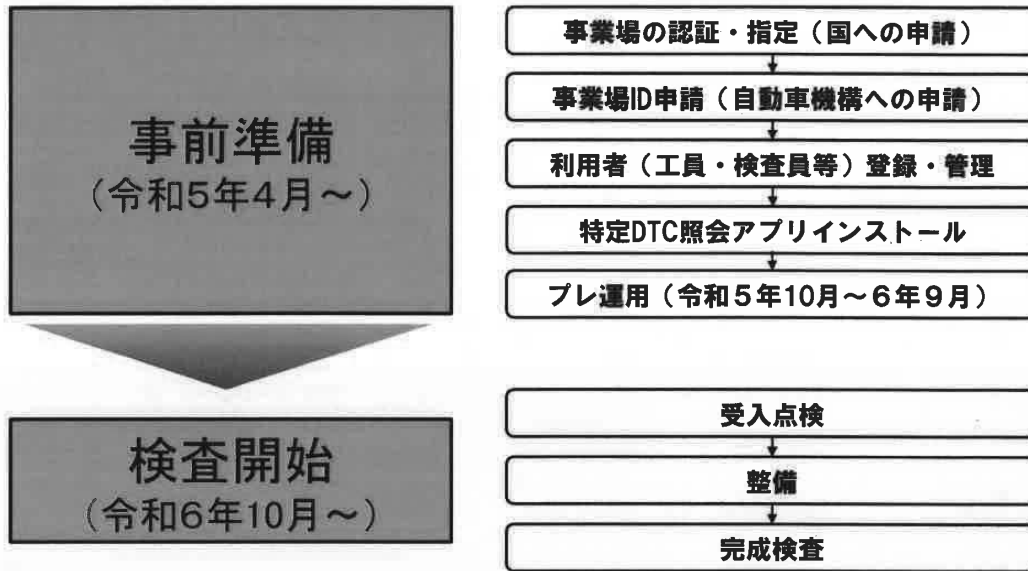 事前準備
(令和5年4月~)
事業場の認証・指定(国への申請)
事業場ID申請(自動車機構への申請)
利用者(工員・検査員等)登録・管理
特定DTC照会アプリインストール
プレ運用(令和5年10月~6年9月)
検査開始
(令和6年10月~)
受入点検
整備
完成検査